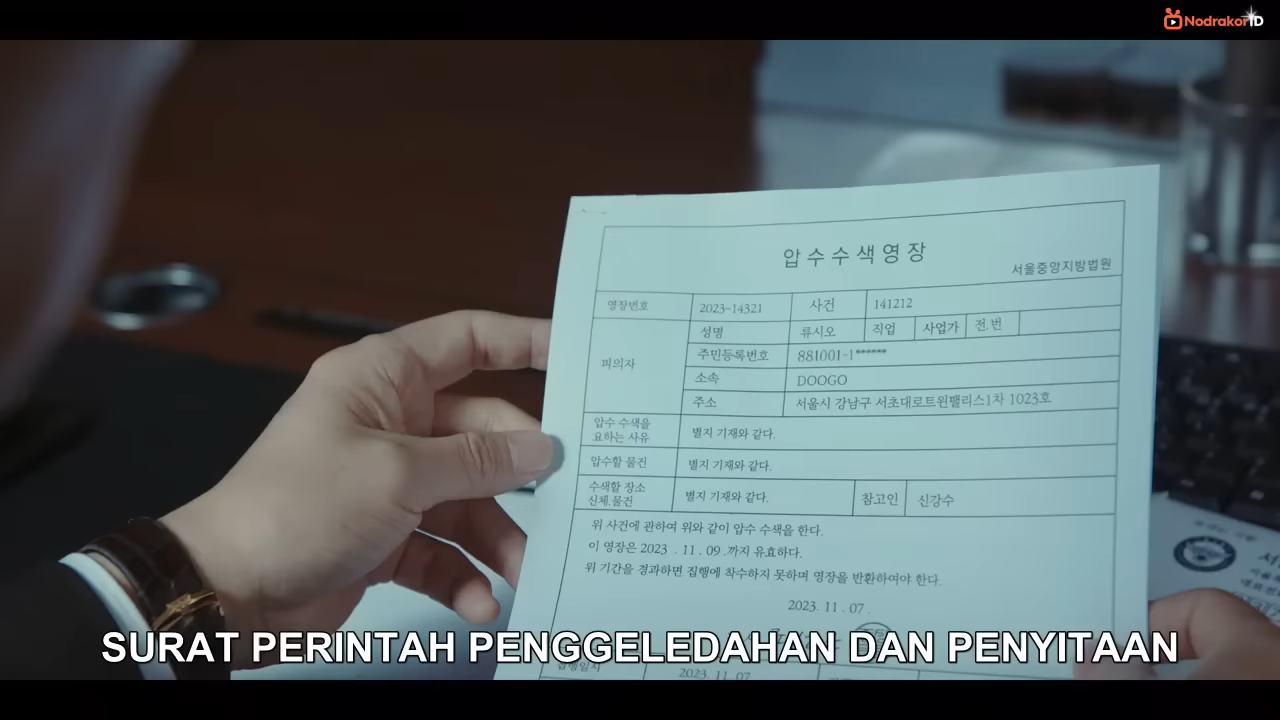 NodrakorID
압수수색영장
서울중앙지방법원
영장번호 2023-14321 사건 141212
피의자
성명 류시오 직업 사업가 전.번
주민등록번호 881001-1******
소속 DOOGO
주소 서울시 강남구 서초대로트윈팰리스1차 1023호
압수 수색을
요하는 사유
별지 기재와 같다.
압수할 물건 별지 기재와 같다.
수색할 장소
신체.물건
별지 기재와 같다. 참고인 신강수
위 사건에 관하여 위와 같이 압수 수색을 한다.
이 영장은 2023 . 11 . 09 .까지 유효하다.
위 기간을 경과하면 집행에 착수하지 못하며 영장을 반환하여야 한다.
2023. 11. 07 .
SURAT PERINTAH PENGGELEDAHAN DAN PENYITAAN
집행일시 2023. 11. 07